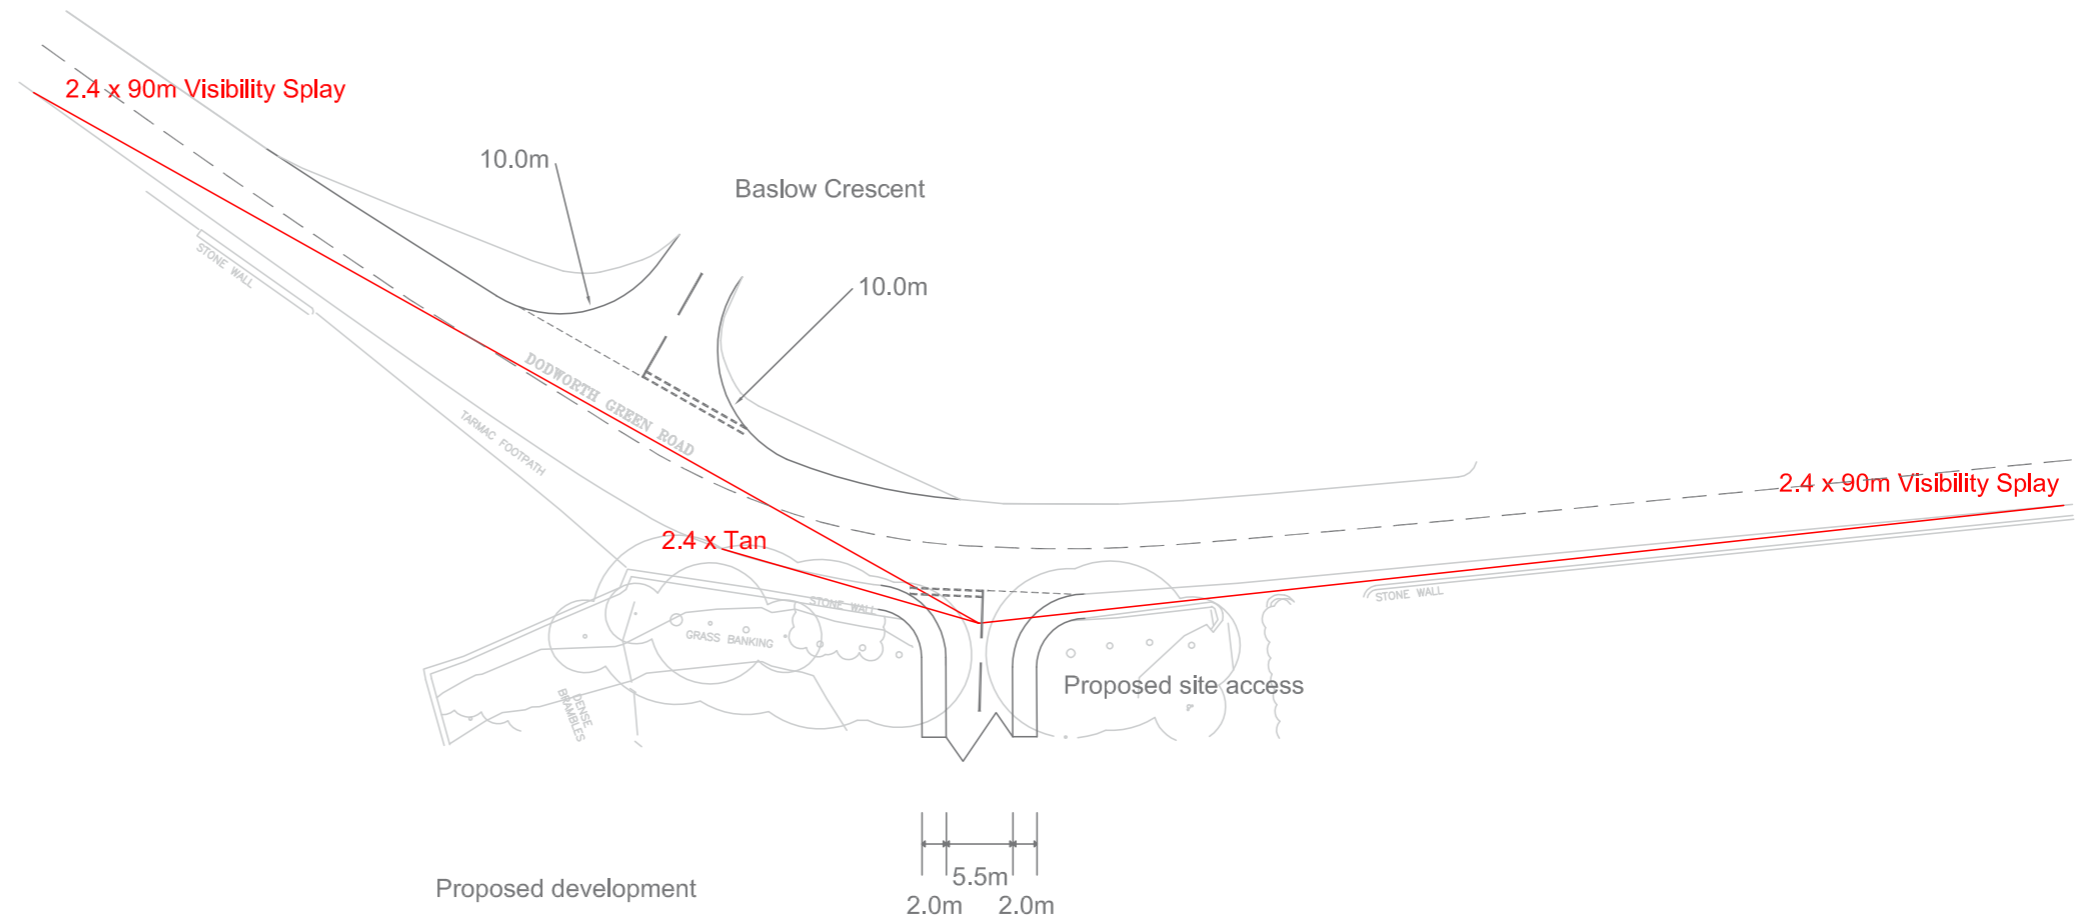 2.4 x 90m Visibility Splay
10.0m
Baslow Crescent
STONE WALL
10.0m
DODWORTH GREEN ROAD
TARMAC FOOTPATH
2.4 x 90m Visibility Splay
2.4 x Tan
STONE WALL
STONE WALL
GRASS BANKING
Proposed site access
DENSE
BRAMBLES
5.5m
Proposed development
2.0m
2.0m